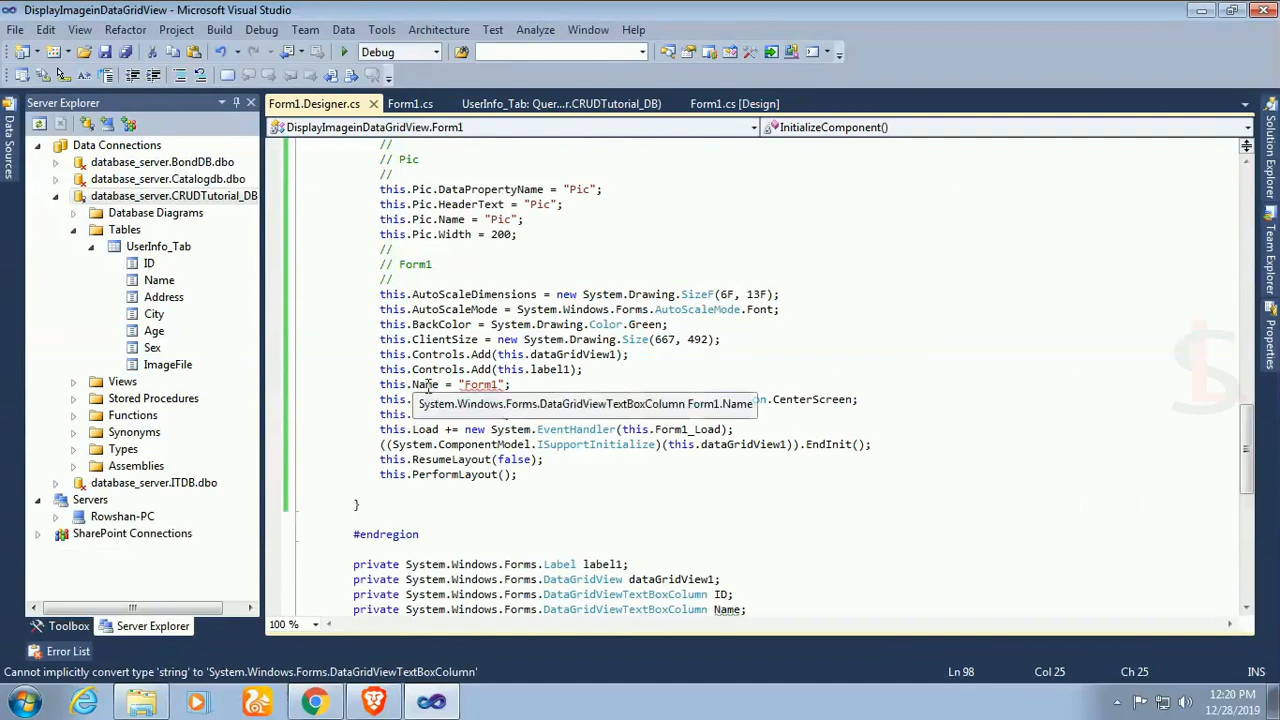 DisplayImageinDataGridView - Microsoft Visual Studio
File Edit View Refactor Project Build Debug Team Data Tools Architecture Test Analyze Window Help
Debug
Server Explorer
Form1.Designer.cs Form1.cs UserInfo_Tab: Quer...r.CRUDTutorial_DB) Form1.cs [Design]
DisplayImageinDataGridView.Form1 InitializeComponent()
Data Sources
Data Connections
database_server.BondDB.dbo
database_server.Catalogdb.dbo
database_server.CRUDTutorial_DB
Database Diagrams
Tables
UserInfo_Tab
ID
Name
Address
City
Age
Sex
ImageFile
Views
Stored Procedures
Functions
Synonyms
Types
Assemblies
database_server.ITDB.dbo
Servers
Rowshan-PC
SharePoint Connections
Toolbox Server Explorer
//
// Pic
//
this.Pic.DataPropertyName = "Pic";
this.Pic.HeaderText = "Pic";
this.Pic.Name = "Pic";
this.Pic.Width = 200;
//
// Form1
//
this.AutoScaleDimensions = new System.Drawing.SizeF(6F, 13F);
this.AutoScaleMode = System.Windows.Forms.AutoScaleMode.Font;
this.BackColor = System.Drawing.Color.Green;
this.ClientSize = new System.Drawing.Size(667, 492);
this.Controls.Add(this.dataGridView1);
this.Controls.Add(this.label1);
this.Name = "Form1";
this. on.CenterScreen;
System.Windows.Forms.DataGridViewTextBoxColumn Form1.Name
this.
this.Load += new System.EventHandler(this.Form1_Load);
((System.ComponentModel.ISupportInitialize)(this.dataGridView1)).EndInit();
this.ResumeLayout(false);
this.PerformLayout();
}
#endregion
private System.Windows.Forms.Label label1;
private System.Windows.Forms.DataGridView dataGridView1;
private System.Windows.Forms.DataGridViewTextBoxColumn ID;
private System.Windows.Forms.DataGridViewTextBoxColumn Name;
100 %
Solution Explorer
Team Explorer
Properties
Error List
Cannot implicitly convert type 'string' to 'System.Windows.Forms.DataGridViewTextBoxColumn' Ln 98 Col 25 Ch 25 INS
12:20 PM
12/28/2019